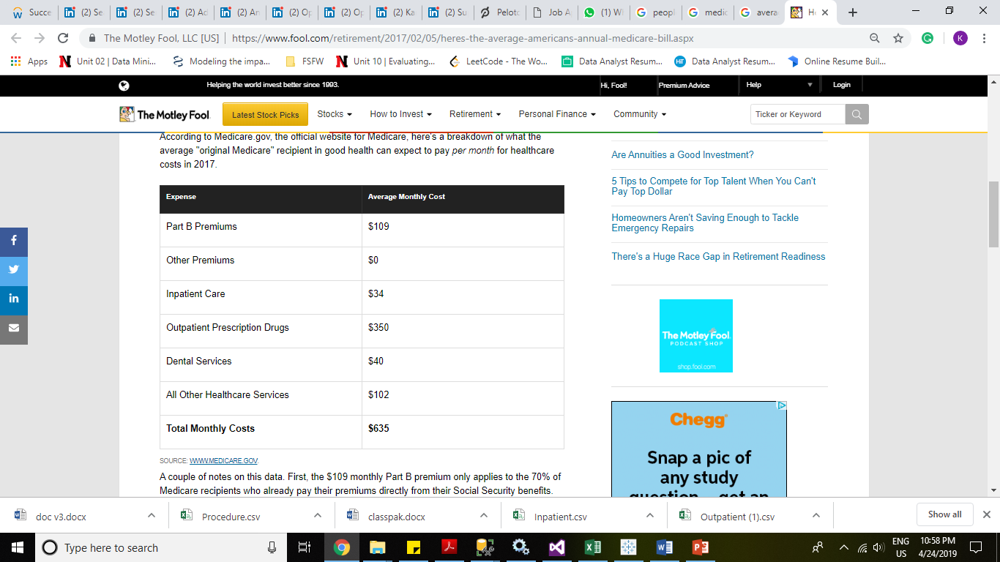 Succe
(2) Se
(2) Se
(2) Ad
(2) An
(2) Op
(2) Op
(2) Ka
(2) Su
Peloto
Job A
(1) W
peopl
medic
avera
The Motley Fool, LLC [US] | https://www.fool.com/retirement/2017/02/05/heres-the-average-americans-annual-medicare-bill.aspx
K
Apps
Unit 02 | Data Mini...
Modeling the impa...
FSFW
Unit 10 | Evaluating...
LeetCode - The Wo...
Data Analyst Resum...
HT
Data Analyst Resum...
Online Resume Buil...
Helping the world invest better since 1993.
Hi, Fool!
Premium Advice
Help
Login
The Motley Fool.
Latest Stock Picks
Stocks
How to Invest
Retirement
Personal Finance
Community
Ticker or Keyword
According to Medicare.gov, the official website for Medicare, here's a breakdown of what the
average "original Medicare" recipient in good health can expect to pay per month for healthcare
costs in 2017.
Expense Average Monthly Cost
Part B Premiums $109
Other Premiums $0
Inpatient Care $34
Outpatient Prescription Drugs $350
Dental Services $40
All Other Healthcare Services $102
Total Monthly Costs $635
SOURCE: WWW.MEDICARE.GOV.
A couple of notes on this data. First, the $109 monthly Part B premium only applies to the 70% of
Medicare recipients who already pay their premiums directly from their Social Security benefits.
Are Annuities a Good Investment?
5 Tips to Compete for Top Talent When You Can't
Pay Top Dollar
Homeowners Aren't Saving Enough to Tackle
Emergency Repairs
There's a Huge Race Gap in Retirement Readiness
The Motley Fool.
PODCAST SHOP
shop.fool.com
Chegg
Snap a pic of
any study
question... get an
doc v3.docx
Procedure.csv
classpak.docx
Inpatient.csv
Outpatient (1).csv
Show all
Type here to search
ENG
US
10:58 PM
4/24/2019